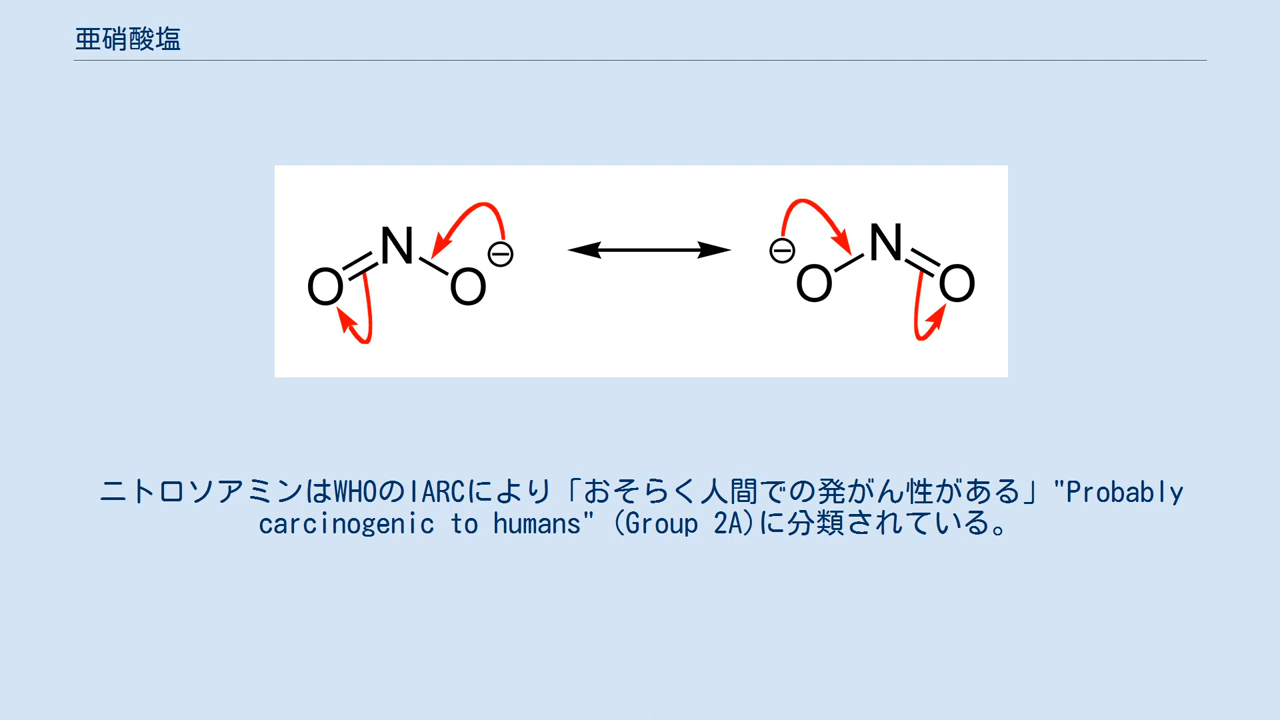 亜硝酸塩
O N O ⊖ ⊖ O N O
ニトロソアミンはWHOのIARCにより「おそらく人間での発がん性がある」"Probably
carcinogenic to humans" (Group 2A)に分類されている。